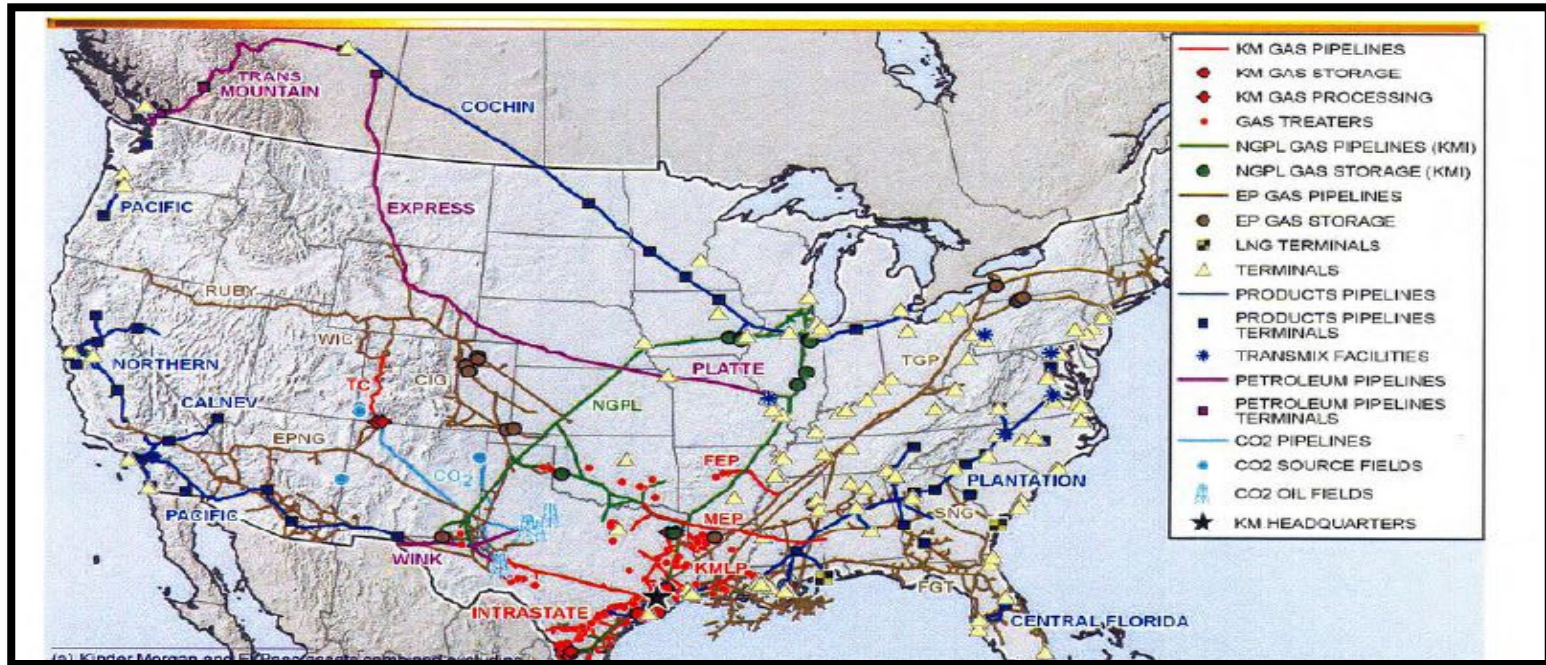 TRANS
MOUNTAIN
COCHIN
PACIFIC
EXPRESS
RUBY
NORTHERN
WIC
TC
CIG
PLATTE
TGP
CALNEV
NGPL
EPNG
CO2
FEP
PLANTATION
PACIFIC
MEP
SNG
WINK
KMLP
FGT
INTRASTATE
CENTRAL FLORIDA
KM GAS PIPELINES
KM GAS STORAGE
KM GAS PROCESSING
GAS TREATERS
NGPL GAS PIPELINES (KMI)
NGPL GAS STORAGE (KMI)
EP GAS PIPELINES
EP GAS STORAGE
LNG TERMINALS
TERMINALS
PRODUCTS PIPELINES
PRODUCTS PIPELINES
TERMINALS
TRANSMIX FACILITIES
PETROLEUM PIPELINES
PETROLEUM PIPELINES
TERMINALS
CO2 PIPELINES
CO2 SOURCE FIELDS
CO2 OIL FIELDS
KM HEADQUARTERS
(a) Kinder Morgan and